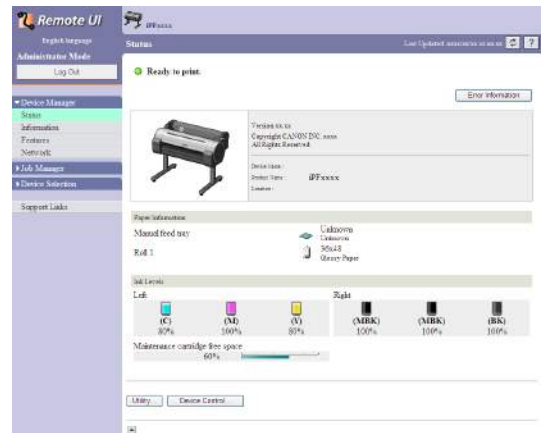 Remote UI
iPFxxxx
English language
Status
Last Updated
?
Administrator Mode
Log Out
Ready to print.
Error Information
Device Manager
Status
Information
Features
Network
Job Manager
Device Selection
Support Links
Version xx.xx
Copyright CANON INC. xxxx
All Rights Reserved
Device Name :
Product Name : iPFxxxx
Location :
Paper Information
Manual feed tray
Unknown
Unknown
Roll 1
36x48
Glossy Paper
Ink Levels
Left Right
(C) (M) (Y) (MBK) (MBK) (BK)
80% 100% 80% 100% 100% 100%
Maintenance cartridge free space
60%
Utility Device Control